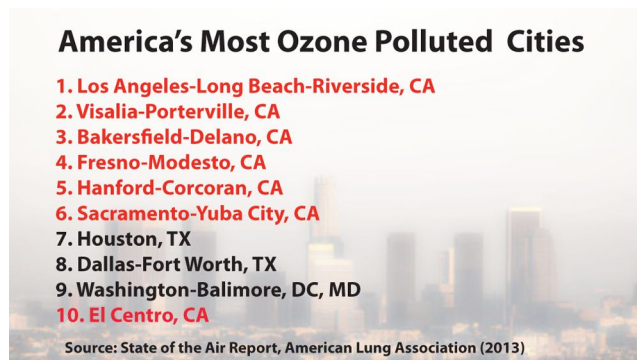 America's Most Ozone Polluted Cities
1. Los Angeles-Long Beach-Riverside, CA
2. Visalia-Porterville, CA
3. Bakersfield-Delano, CA
4. Fresno-Modesto, CA
5. Hanford-Corcoran, CA
6. Sacramento-Yuba City, CA
7. Houston, TX
8. Dallas-Fort Worth, TX
9. Washington-Balimore, DC, MD
10. El Centro, CA
Source: State of the Air Report, American Lung Association (2013)